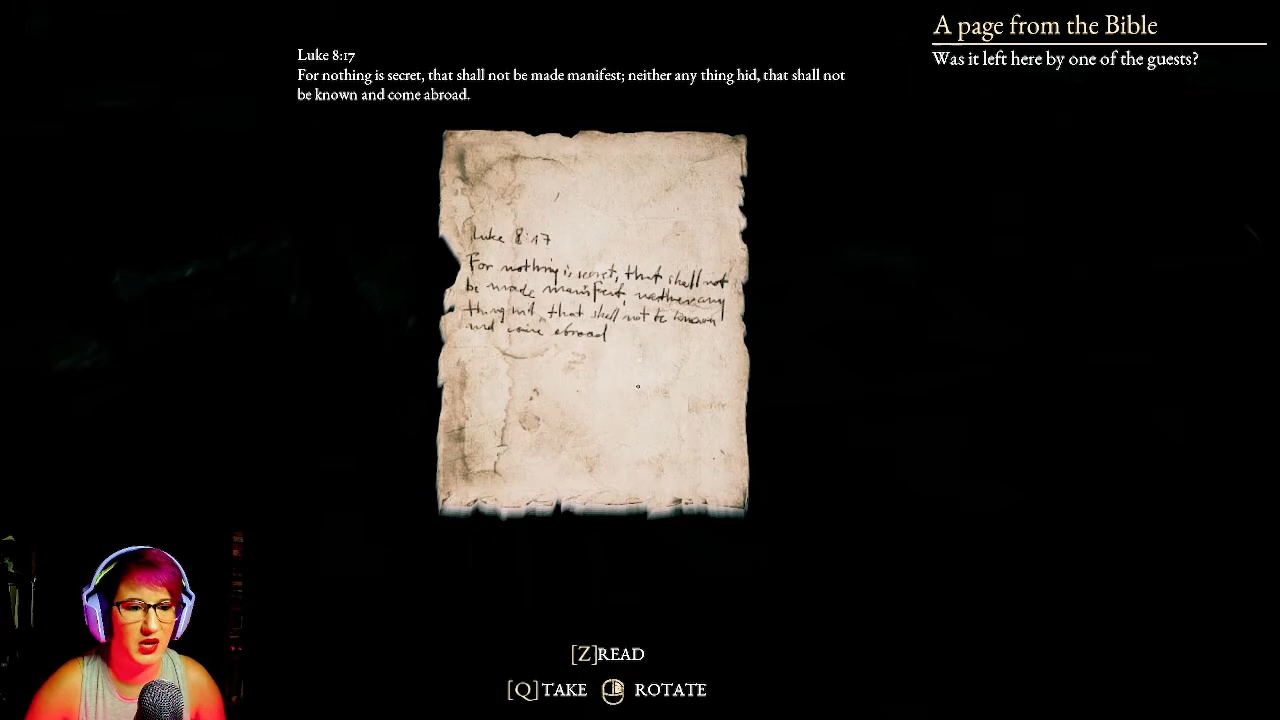 A page from the Bible
Was it left here by one of the guests?
Luke 8:17
For nothing is secret, that shall not be made manifest; neither any thing hid, that shall not
be known and come abroad.
Luke 8:17
For nothing is secret, that shall not
be made manifest, neither any
thing hid, that shall not be known
and come abroad
[Z]READ
[Q]TAKE ROTATE